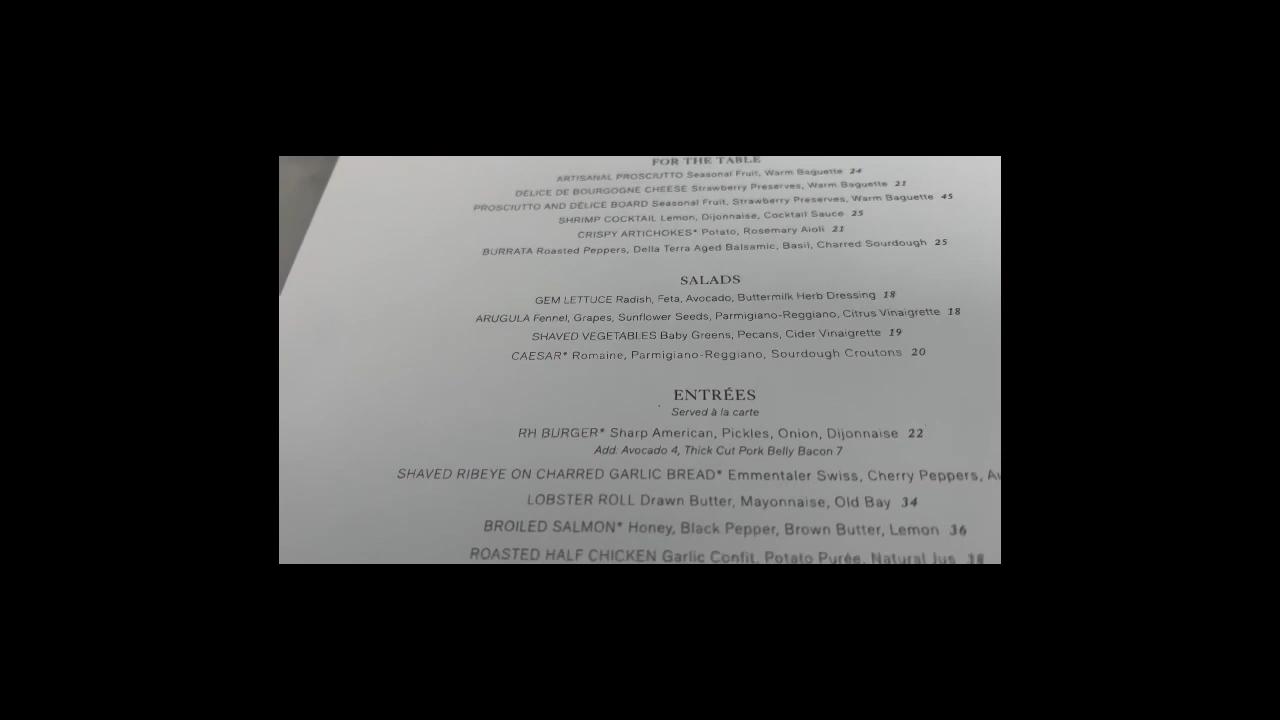 FOR THE TABLE
ARTISANAL PROSCIUTTO Seasonal Fruit, Warm Baguette 24
DÉLICE DE BOURGOGNE CHEESE Strawberry Preserves, Warm Baguette 21
PROSCIUTTO AND DÉLICE BOARD Seasonal Fruit, Strawberry Preserves, Warm Baguette 45
SHRIMP COCKTAIL Lemon, Dijonnaise, Cocktail Sauce 25
CRISPY ARTICHOKES* Potato, Rosemary Aioli 21
BURRATA Roasted Peppers, Della Terra Aged Balsamic, Basil, Charred Sourdough 25
SALADS
GEM LETTUCE Radish, Feta, Avocado, Buttermilk Herb Dressing 18
ARUGULA Fennel, Grapes, Sunflower Seeds, Parmigiano-Reggiano, Citrus Vinaigrette 18
SHAVED VEGETABLES Baby Greens, Pecans, Cider Vinaigrette 19
CAESAR* Romaine, Parmigiano-Reggiano, Sourdough Croutons 20
ENTRÉES
Served à la carte
RH BURGER* Sharp American, Pickles, Onion, Dijonnaise 22
Add: Avocado 4, Thick Cut Pork Belly Bacon 7
SHAVED RIBEYE ON CHARRED GARLIC BREAD* Emmentaler Swiss, Cherry Peppers,
LOBSTER ROLL Drawn Butter, Mayonnaise, Old Bay 34
BROILED SALMON* Honey, Black Pepper, Brown Butter, Lemon 36
ROASTED HALF CHICKEN Garlic Confit, Potato Purée, Natural Jus